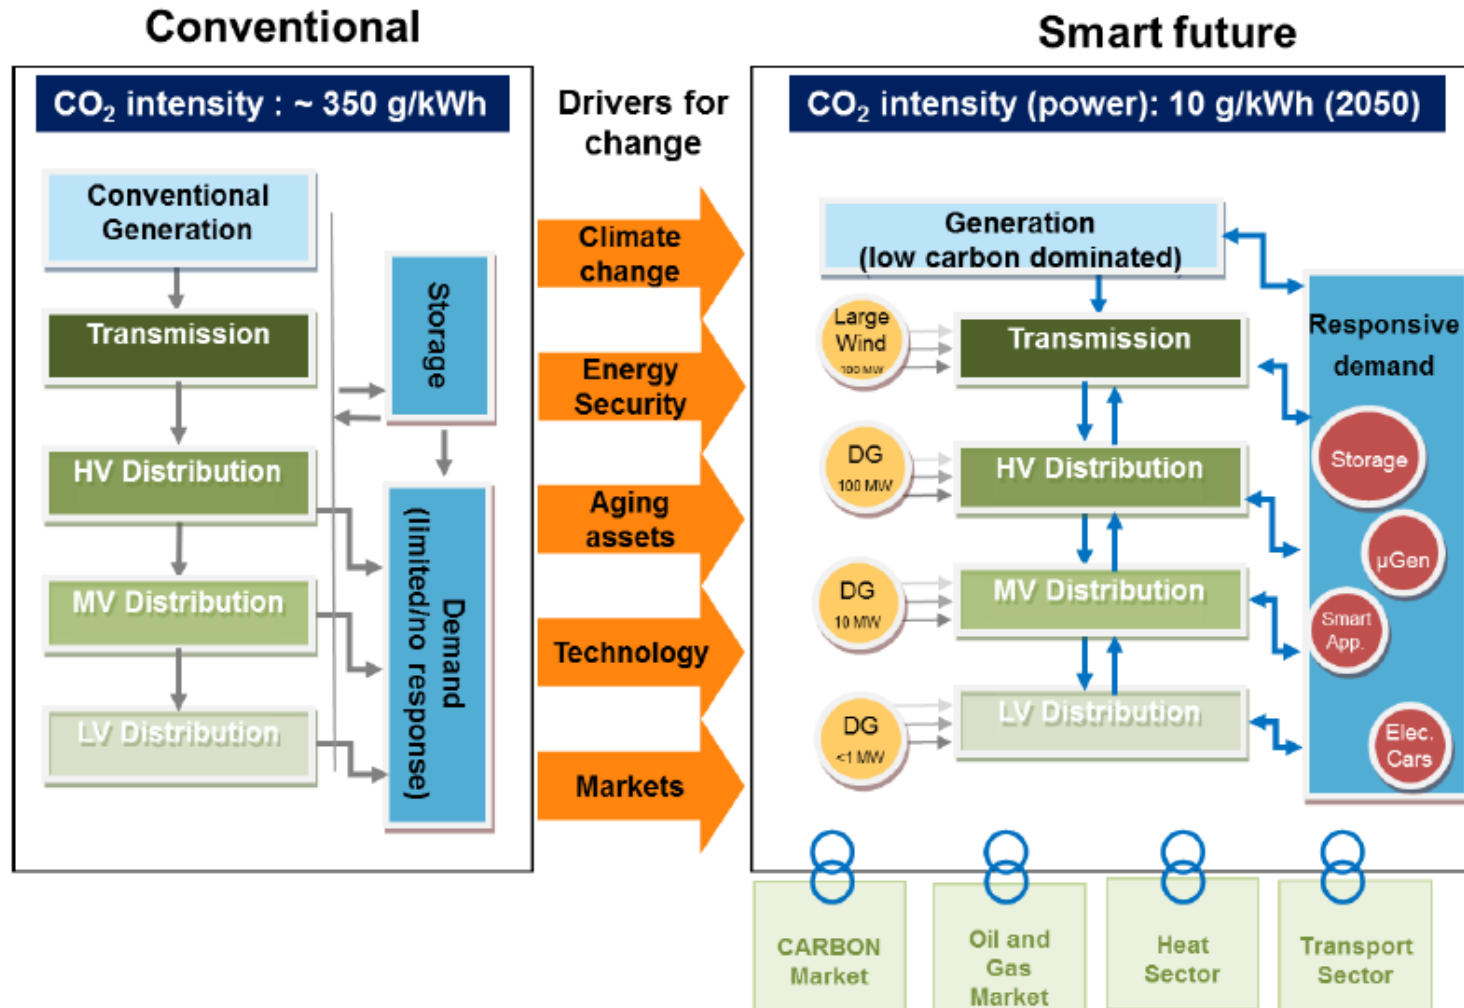 Conventional
Smart future
CO₂ intensity : ~ 350 g/kWh
Conventional
Generation
Transmission
HV Distribution
MV Distribution
LV Distribution
Storage
Demand
(limited/no response)
Drivers for
change
Climate
change
Energy
Security
Aging
assets
Technology
Markets
CO₂ intensity (power): 10 g/kWh (2050)
Generation
(low carbon dominated)
Large
Wind
100 MW
Transmission
DG
100 MW
HV Distribution
DG
10 MW
MV Distribution
DG
<1 MW
LV Distribution
Responsive
demand
Storage
µGen
Smart
App.
Elec.
Cars
CARBON
Market
Oil and
Gas
Market
Heat
Sector
Transport
Sector